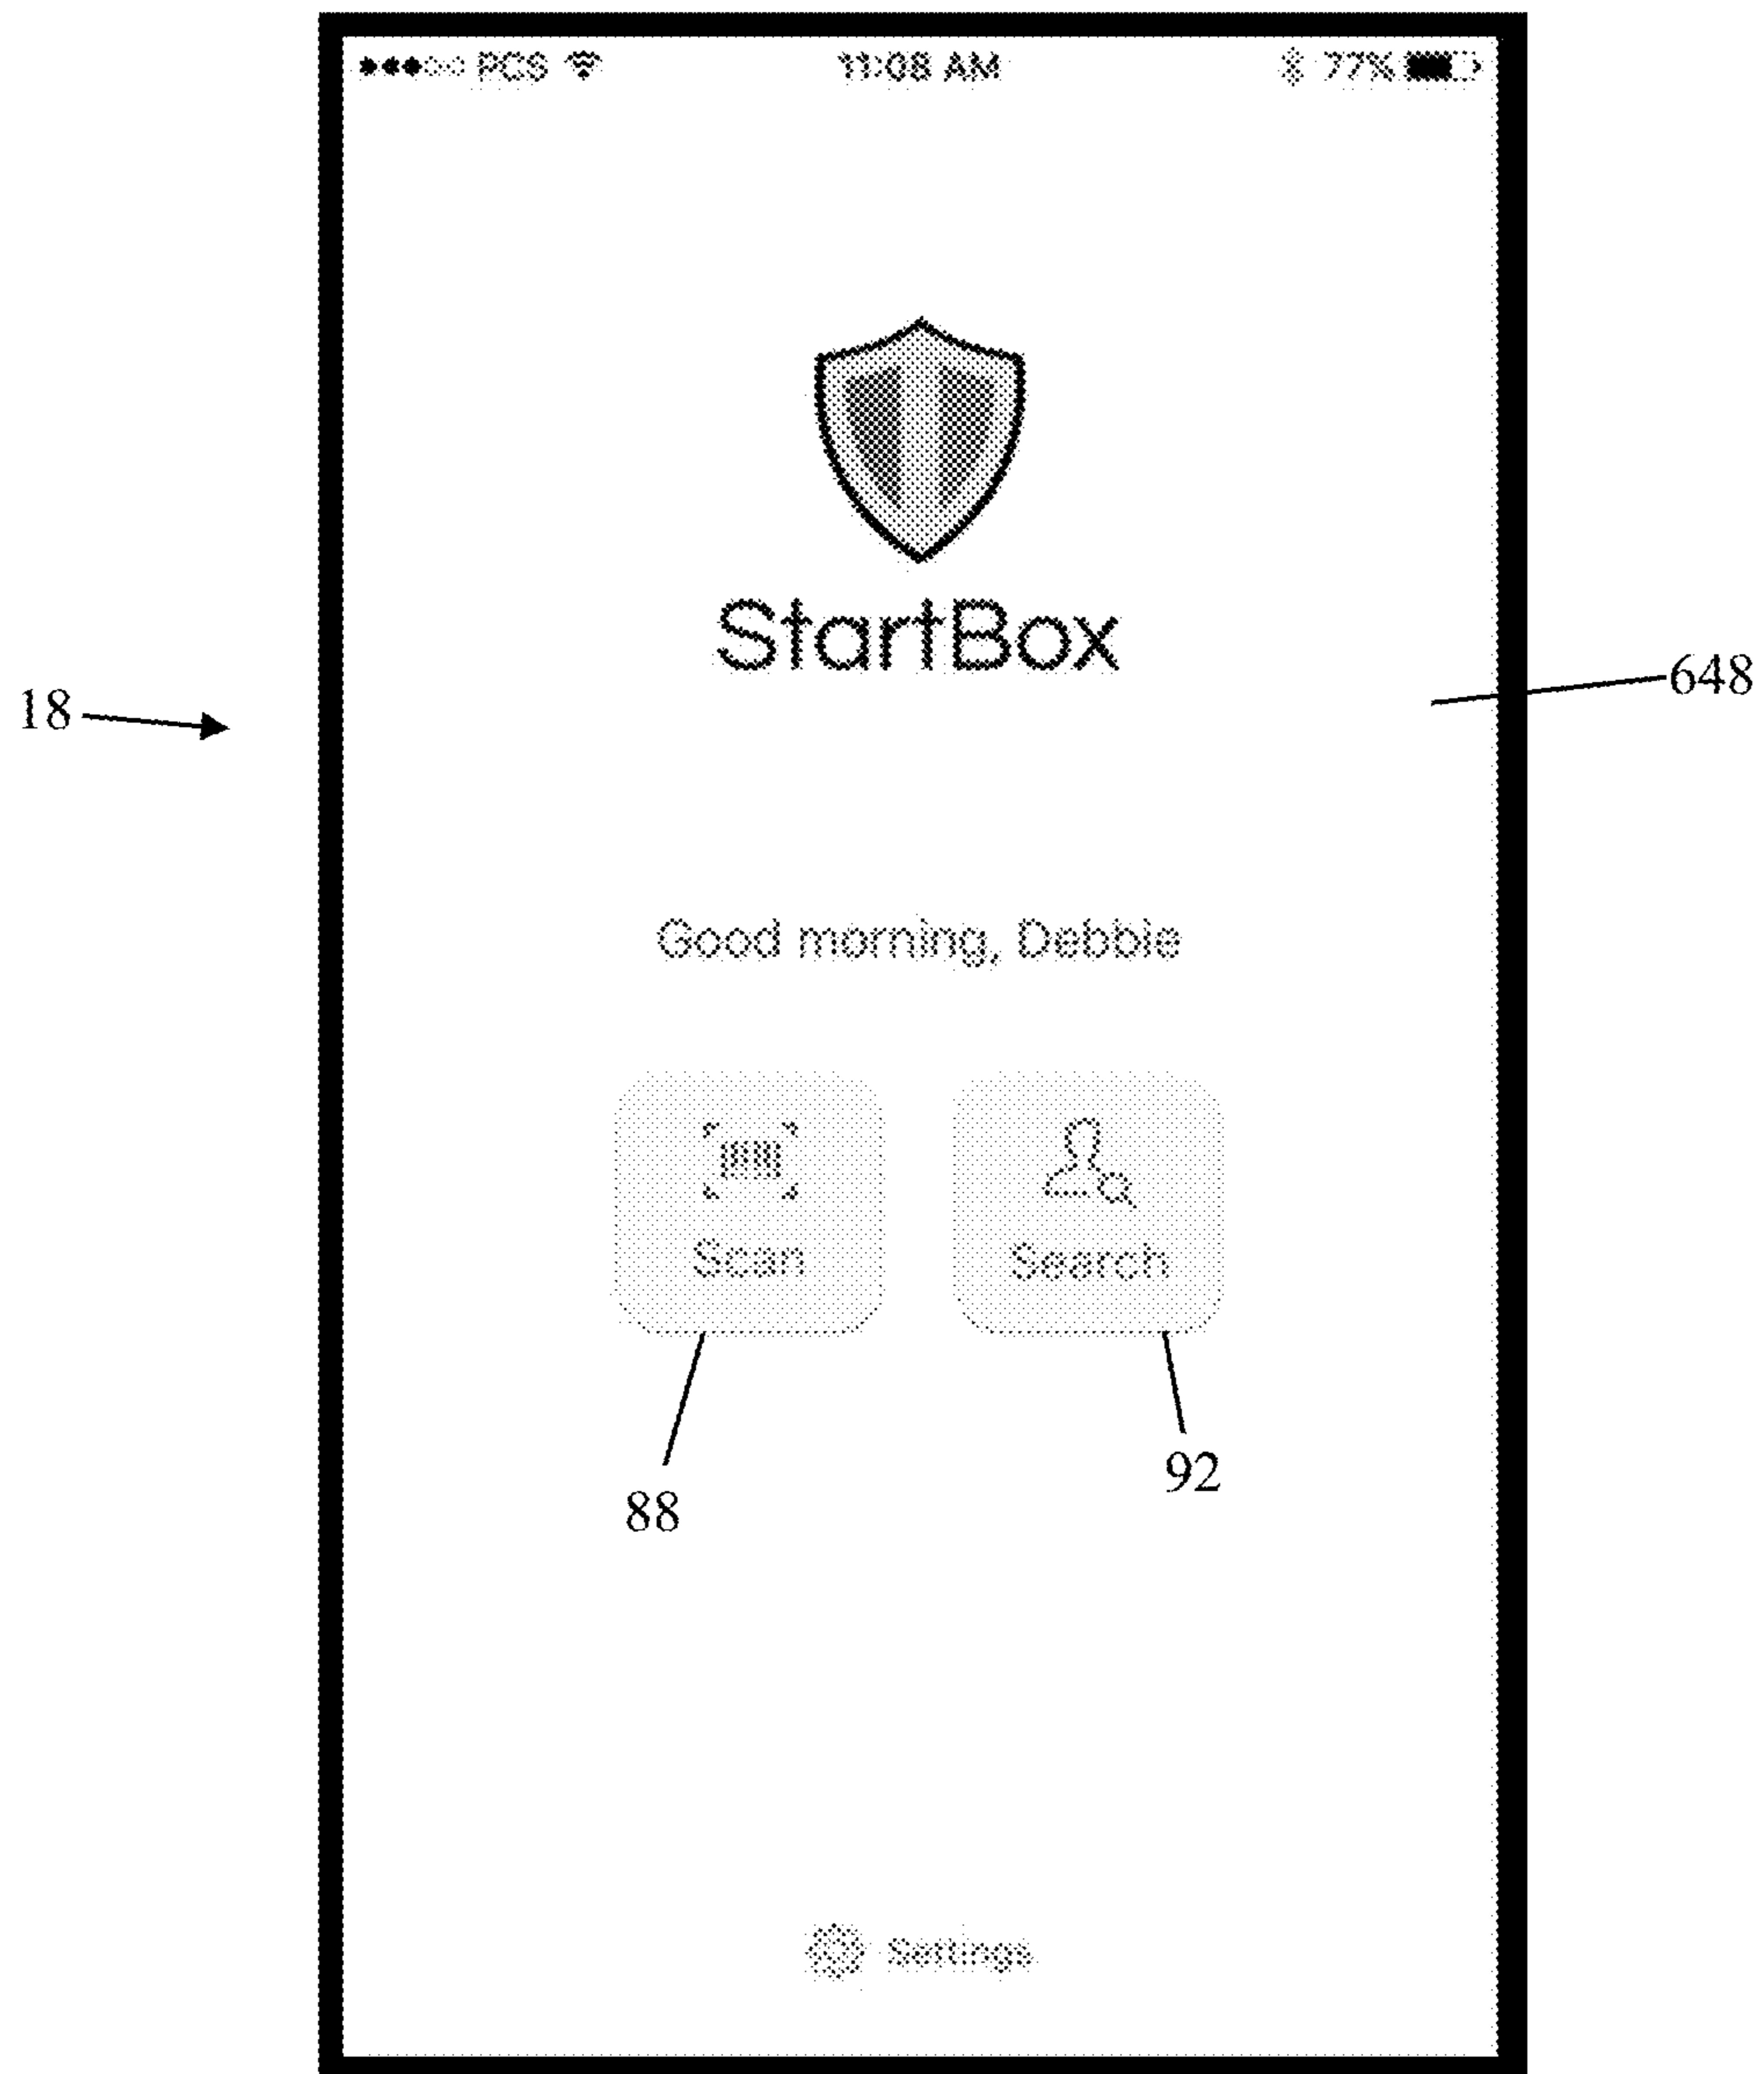 PCS 11:08 AM 77%
StartBox
18
648
Good morning, Debbie
Scan Search
88
92
Settings